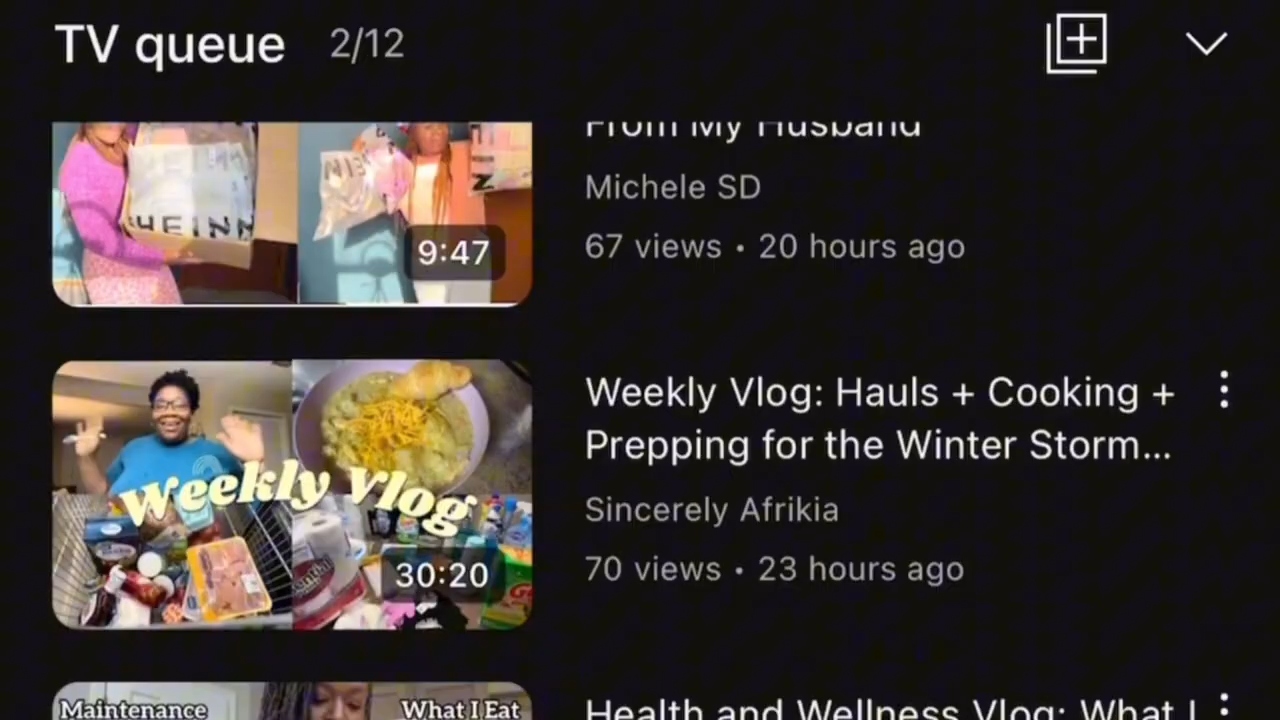 TV queue 2/12
From My Husband
Michele SD
67 views • 20 hours ago
SHEIN
9:47
Weekly Vlog: Hauls + Cooking +
Prepping for the Winter Storm...
Sincerely Afrikia
70 views • 23 hours ago
Weekly Vlog
30:20
Health and Wellness Vlog: What I
Maintenance
What I Eat